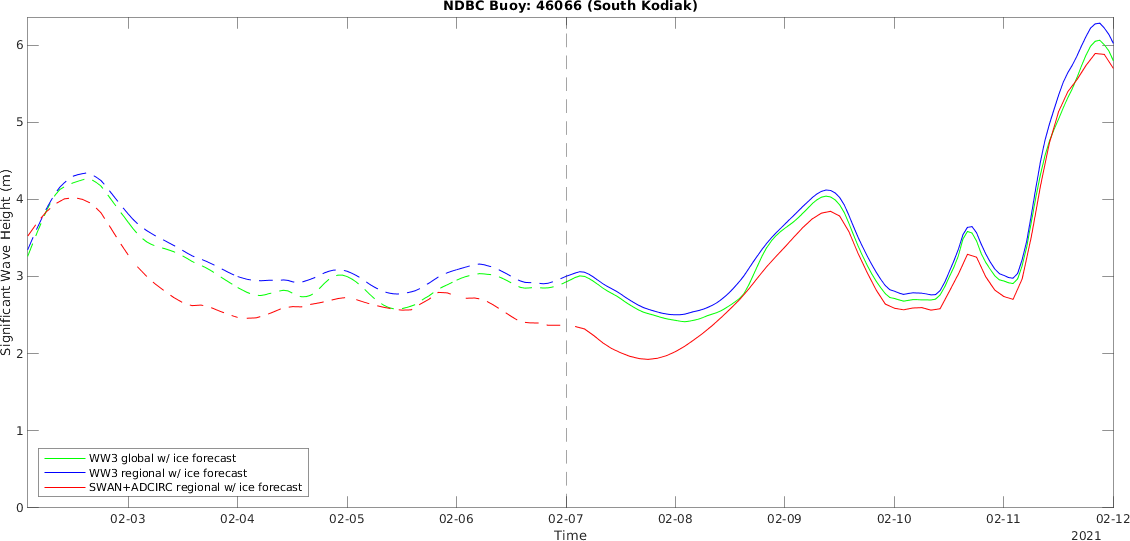 NDBC Buoy: 46066 (South Kodiak)
Significant Wave Height (m)
6
5
4
3
2
1
0
WW3 global w/ ice forecast
WW3 regional w/ ice forecast
SWAN+ADCIRC regional w/ ice forecast
02-03 02-04 02-05 02-06 02-07 02-08 02-09 02-10 02-11 02-12
Time
2021